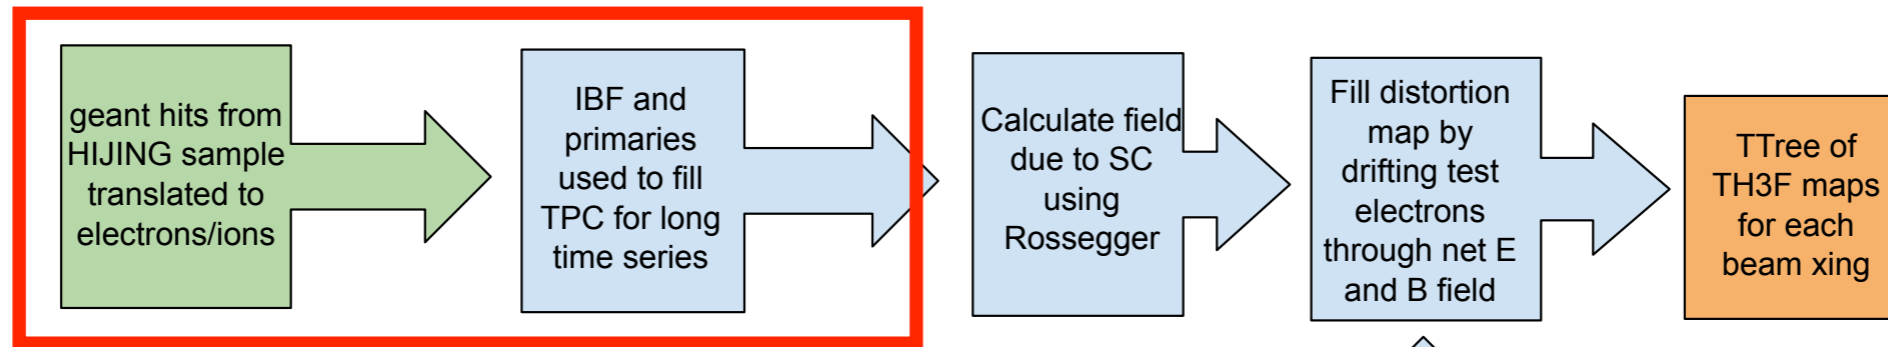 geant hits from
HIJING sample
translated to
electrons/ions
IBF and
primaries
used to fill
TPC for long
time series
Calculate field
due to SC
using
Rossegger
Fill distortion
map by
drifting test
electrons
through net E
and B field
TTree of
TH3F maps
for each
beam xing